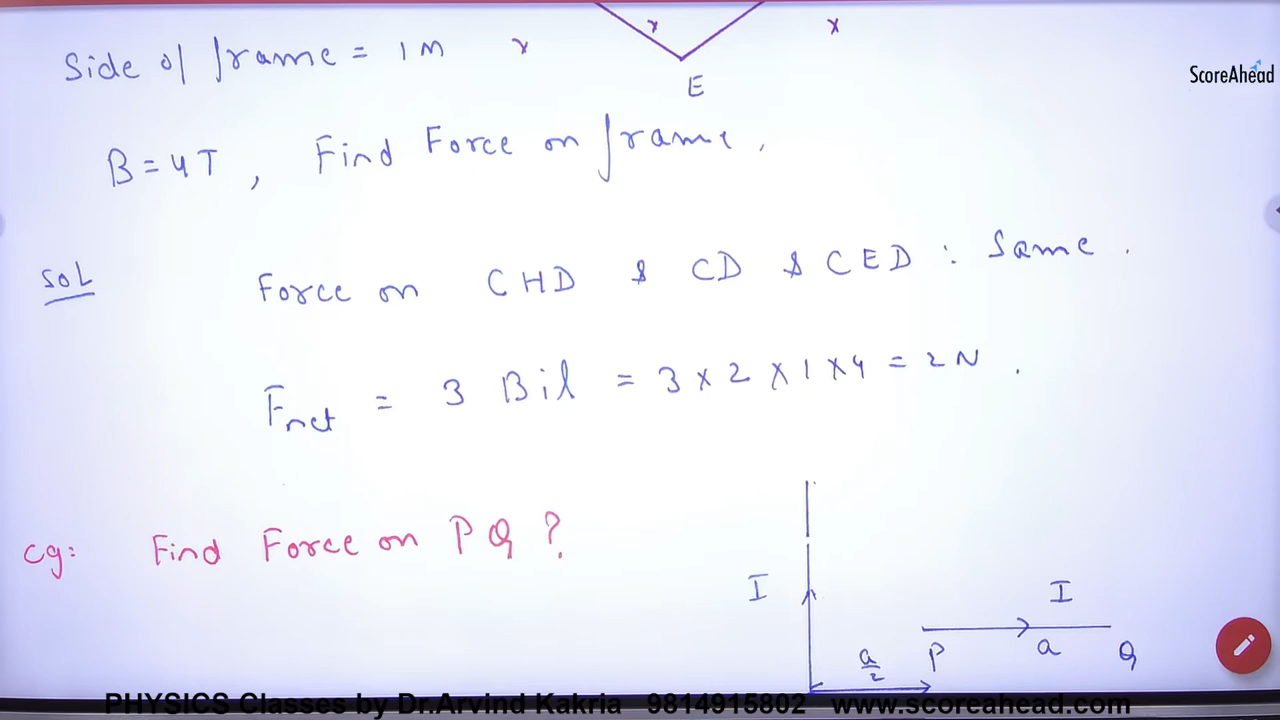 Side of frame = 1 m x x x
E
ScoreAhead
B = 4T , Find Force on frame .
Sol Force on CHD & CD & CED : Same .
Fnet = 3 Bil = 3 x 2 x 1 x 4 = 2 N .
eg: Find Force on PQ ?
I I
a/2 P a Q
PHYSICS Classes by Dr.Arvind Kakria 9814915802 www.scoreahead.com